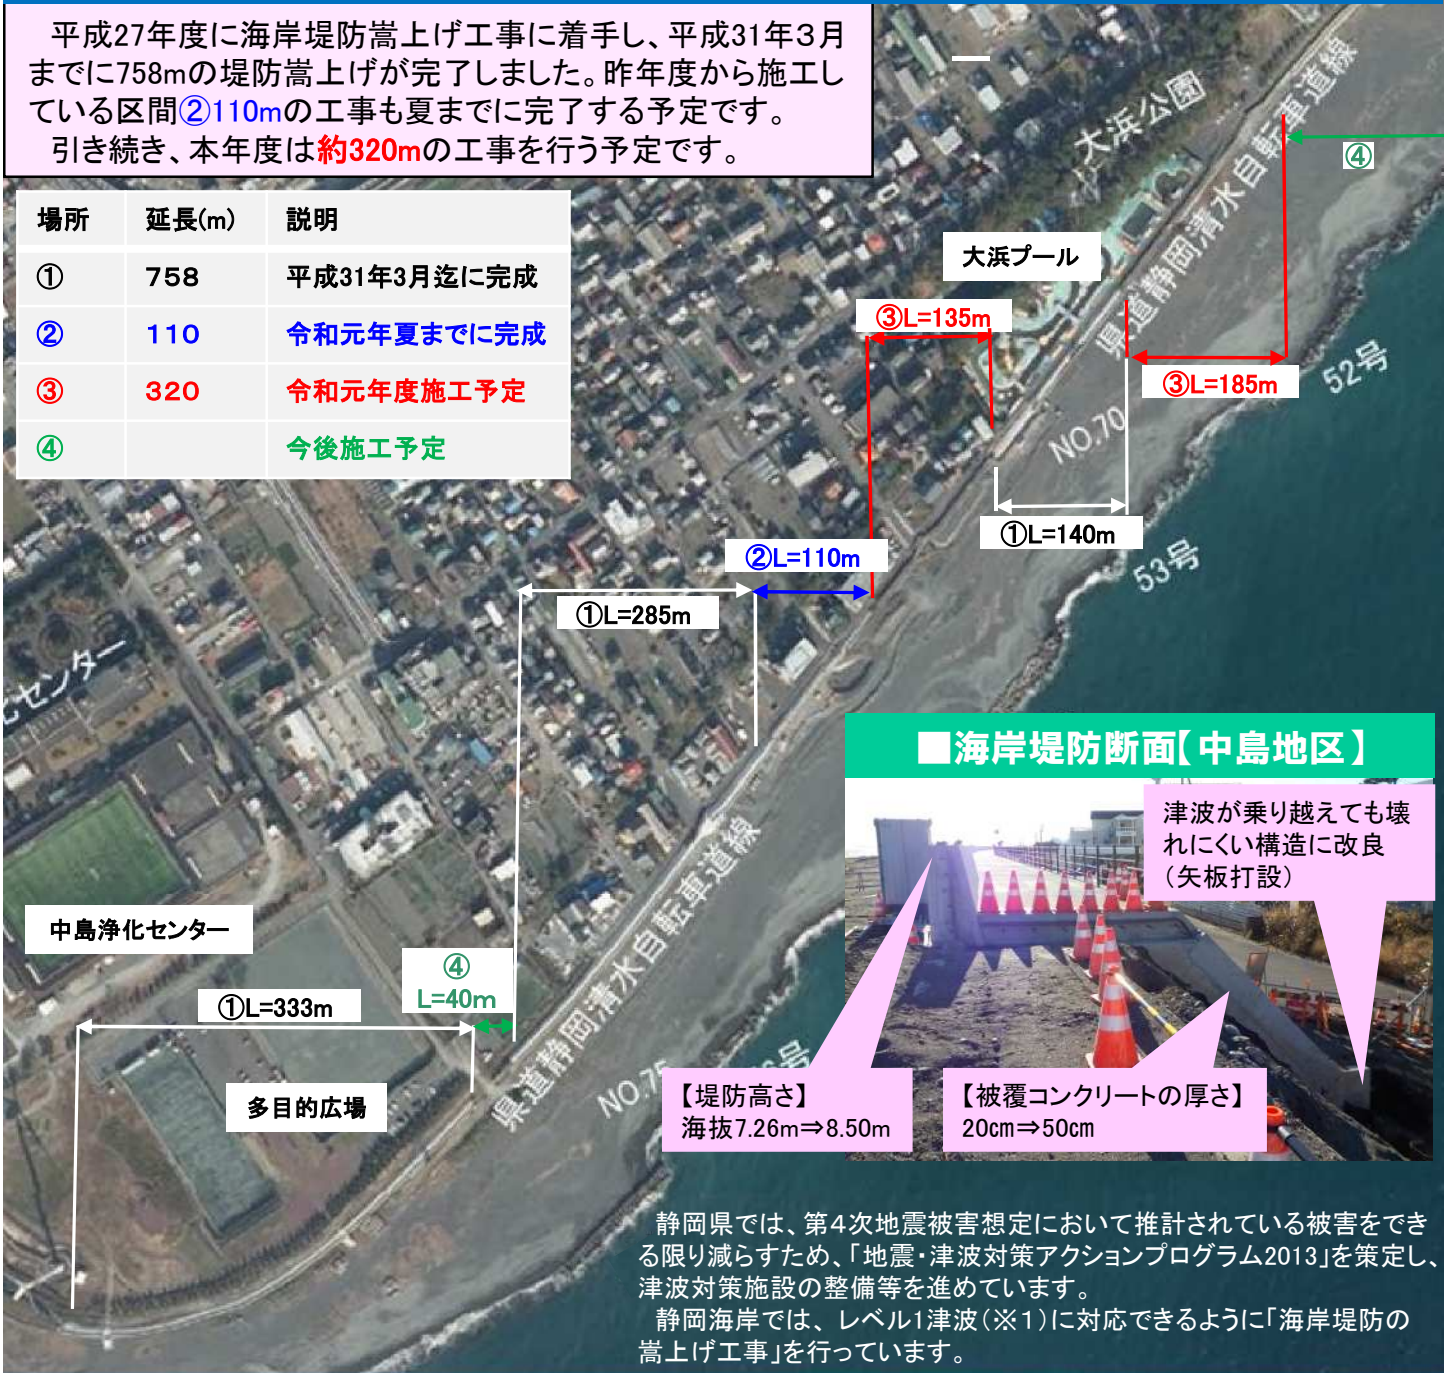 平成27年度に海岸堤防嵩上げ工事に着手し、平成31年３月
までに758mの堤防嵩上げが完了しました。昨年度から施工し
ている区間②110mの工事も夏までに完了する予定です。
引き続き、本年度は約320mの工事を行う予定です。
場所 延長(m) 説明
① 758 平成31年3月迄に完成
② 110 令和元年夏までに完成
③ 320 令和元年度施工予定
④ 今後施工予定
大浜公園
県道静岡清水自転車道線
④
大浜プール
③L=135m
③L=185m
52号
NO.70
①L=140m
53号
②L=110m
①L=285m
化センター
中島浄化センター
④
L=40m
①L=333m
多目的広場
県道静岡清水自転車道線
NO.75
号
■海岸堤防断面【中島地区】
津波が乗り越えても壊
れにくい構造に改良
（矢板打設）
【堤防高さ】
海抜7.26m⇒8.50m
【被覆コンクリートの厚さ】
20㎝⇒50㎝
静岡県では、第４次地震被害想定において推計されている被害をでき
る限り減らすため、「地震・津波対策アクションプログラム2013」を策定し、
津波対策施設の整備等を進めています。
静岡海岸では、レベル1津波（※１）に対応できるように「海岸堤防の
嵩上げ工事」を行っています。